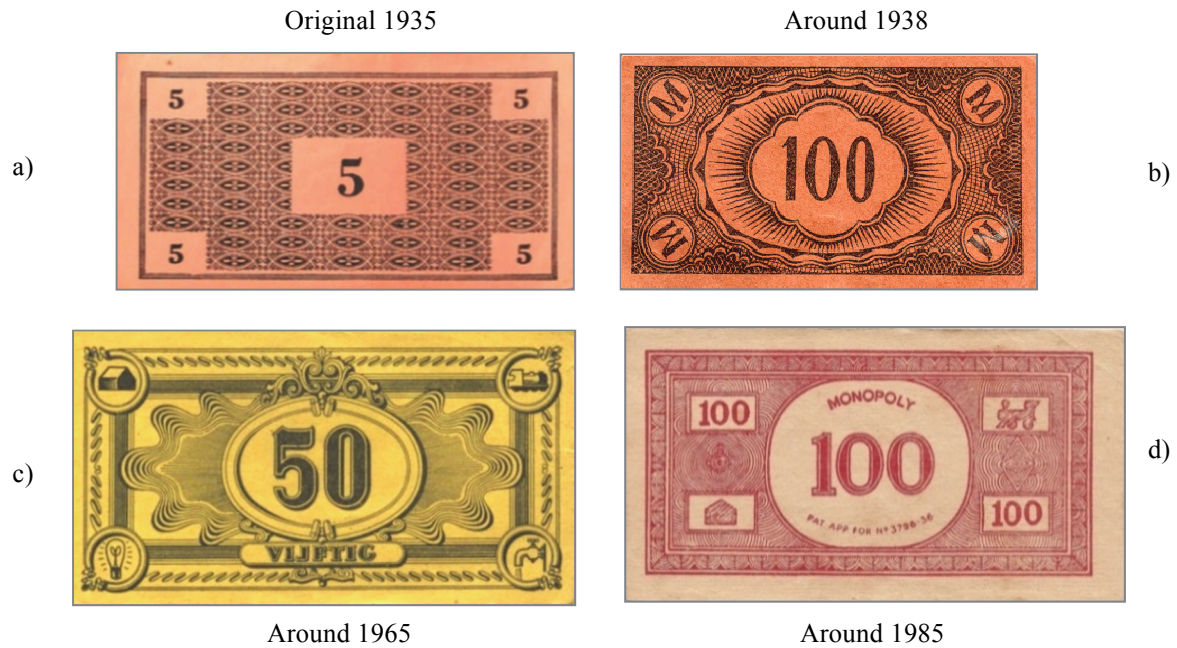 Original 1935
Around 1938
a)
5
5
5
5
5
M
M
100
M
M
b)
c)
50
VIJFTIG
Around 1965
MONOPOLY
100
100
PAT APP FOR Nº 3796-36
100
d)
Around 1985